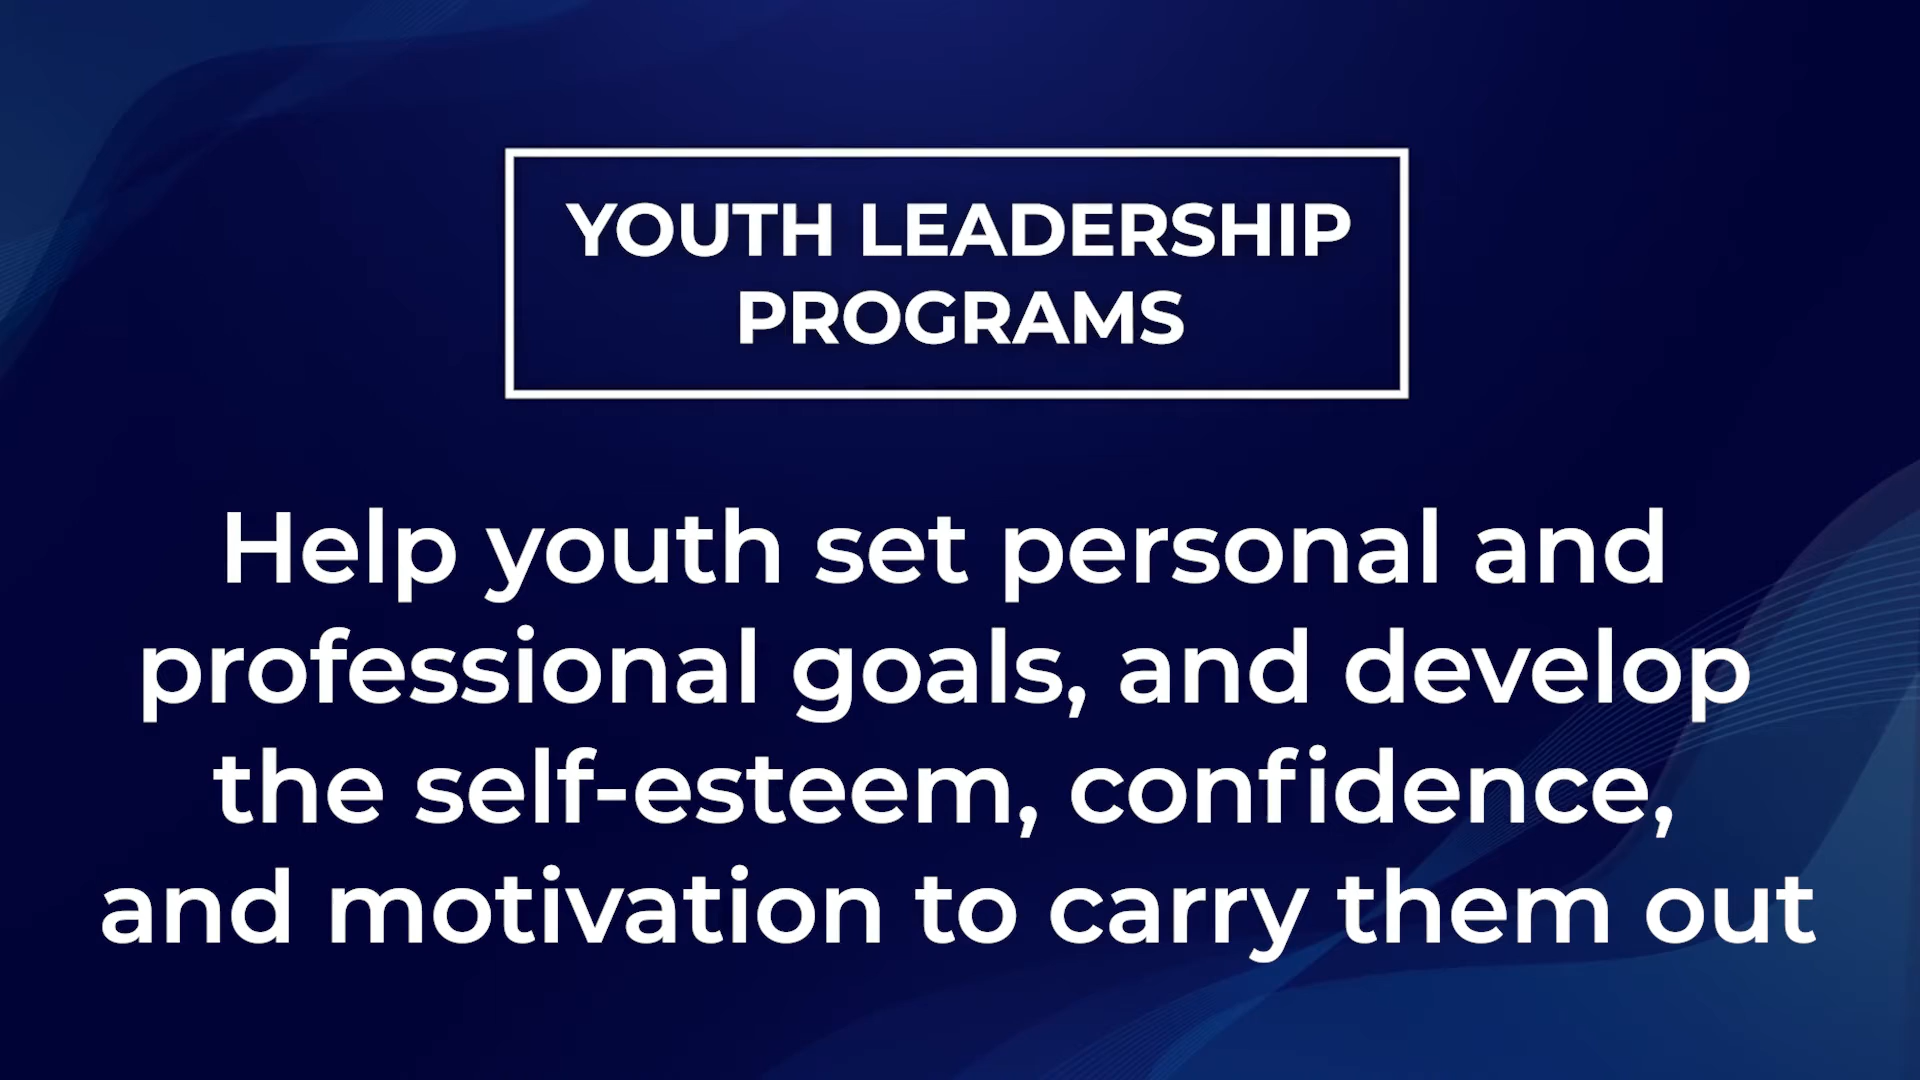 YOUTH LEADERSHIP
PROGRAMS
Help youth set personal and
professional goals, and develop
the self-esteem, confidence,
and motivation to carry them out